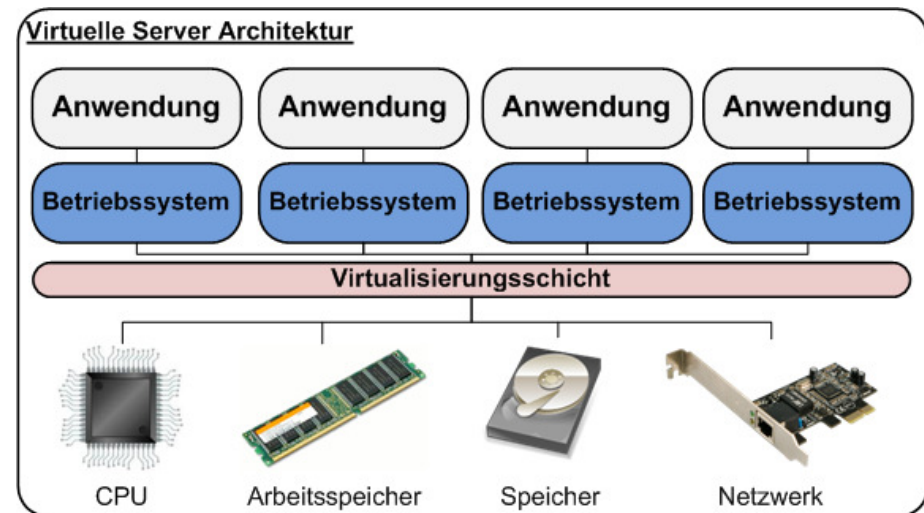 Virtuelle Server Architektur
Anwendung Anwendung Anwendung Anwendung
Betriebssystem Betriebssystem Betriebssystem Betriebssystem
Virtualisierungsschicht
CPU Arbeitsspeicher Speicher Netzwerk